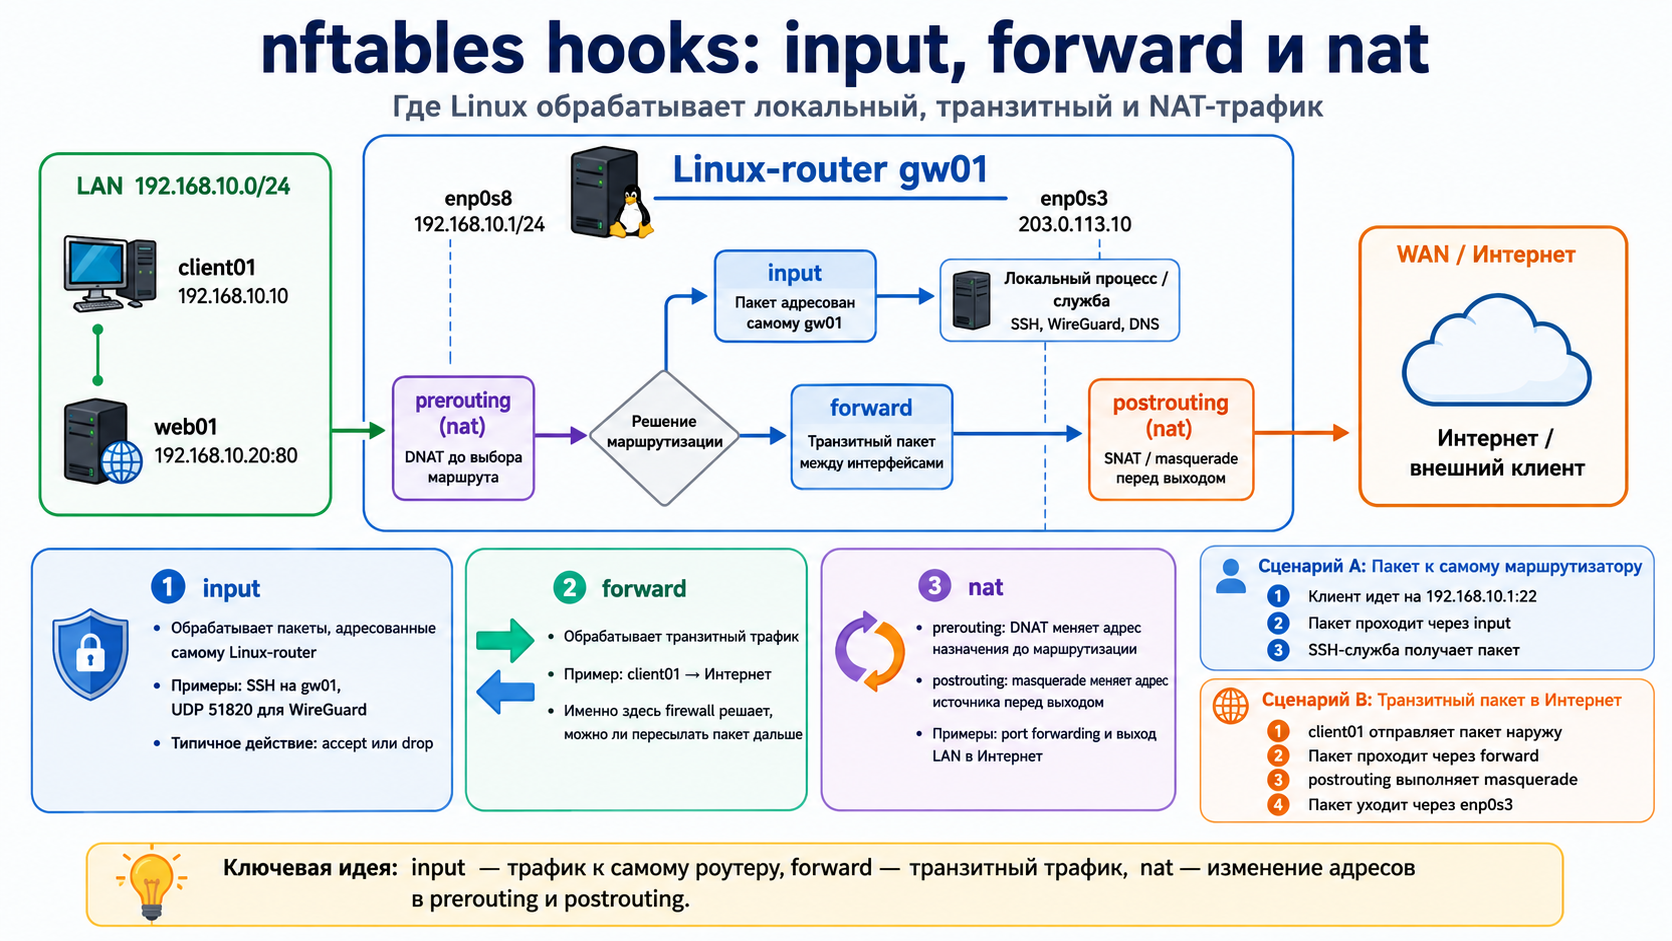 nftables hooks: input, forward и nat
Где Linux обрабатывает локальный, транзитный и NAT-трафик
LAN 192.168.10.0/24
client01
192.168.10.10
web01
192.168.10.20:80
Linux-router gw01
enp0s8
192.168.10.1/24
enp0s3
203.0.113.10
input
Пакет адресован
самому gw01
Локальный процесс /
служба
SSH, WireGuard, DNS
prerouting
(nat)
DNAT до выбора
маршрута
Решение
маршрутизации
forward
Транзитный пакет
между интерфейсами
postrouting
(nat)
SNAT / masquerade
перед выходом
WAN / Интернет
Интернет /
внешний клиент
1 input
• Обрабатывает пакеты, адресованные
самому Linux-router
• Примеры: SSH на gw01,
UDP 51820 для WireGuard
• Типичное действие: accept или drop
2 forward
• Обрабатывает транзитный трафик
• Пример: client01 → Интернет
• Именно здесь firewall решает,
можно ли пересылать пакет дальше
3 nat
• prerouting: DNAT меняет адрес
назначения до маршрутизации
• postrouting: masquerade меняет адрес
источника перед выходом
• Примеры: port forwarding и выход
LAN в Интернет
Сценарий A: Пакет к самому маршрутизатору
1 Клиент идет на 192.168.10.1:22
2 Пакет проходит через input
3 SSH-служба получает пакет
Сценарий B: Транзитный пакет в Интернет
1 client01 отправляет пакет наружу
2 Пакет проходит через forward
3 postrouting выполняет masquerade
4 Пакет уходит через enp0s3
Ключевая идея: input — трафик к самому роутеру, forward — транзитный трафик, nat — изменение адресов
в prerouting и postrouting.